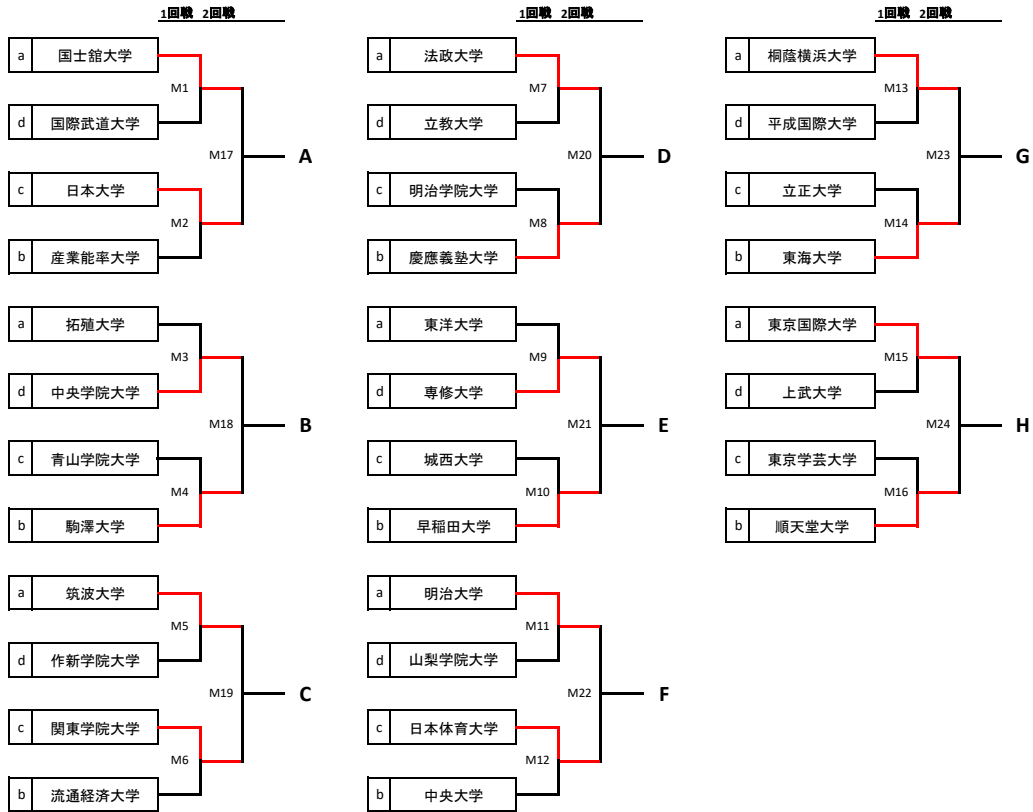 1回戦 2回戦
a 国士舘大学
M1
d 国際武道大学
M17 A
c 日本大学
M2
b 産業能率大学
a 拓殖大学
M3
d 中央学院大学
M18 B
c 青山学院大学
M4
b 駒澤大学
a 筑波大学
M5
d 作新学院大学
M19 C
c 関東学院大学
M6
b 流通経済大学
1回戦 2回戦
a 法政大学
M7
d 立教大学
M20 D
c 明治学院大学
M8
b 慶應義塾大学
a 東洋大学
M9
d 専修大学
M21 E
c 城西大学
M10
b 早稲田大学
a 明治大学
M11
d 山梨学院大学
M22 F
c 日本体育大学
M12
b 中央大学
1回戦 2回戦
a 桐蔭横浜大学
M13
d 平成国際大学
M23 G
c 立正大学
M14
b 東海大学
a 東京国際大学
M15
d 上武大学
M24 H
c 東京学芸大学
M16
b 順天堂大学